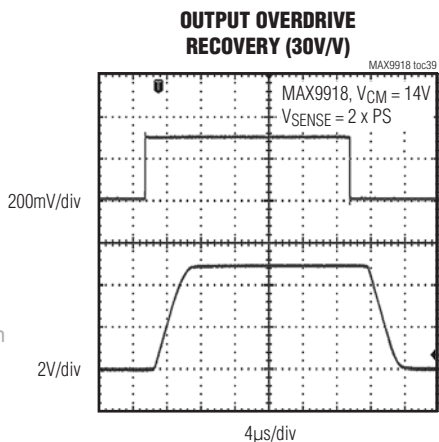 OUTPUT OVERDRIVE
RECOVERY (30V/V)
MAX9918 toc39
MAX9918, VCM = 14V
VSENSE = 2 x PS
200mV/div
2V/div
4µs/div